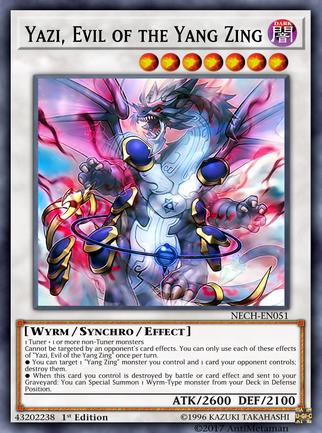 YAZI, EVIL OF THE YANG ZING
DARK
闇
NECH-EN051
[WYRM / SYNCHRO / EFFECT]
1 Tuner + 1 or more non-Tuner monsters
Cannot be targeted by an opponent's card effects. You can only use each of these effects
of "Yazi, Evil of the Yang Zing" once per turn.
● You can target 1 "Yang Zing" monster you control and 1 card your opponent controls;
destroy them.
● When this card you control is destroyed by battle or card effect and sent to your
Graveyard: You can Special Summon 1 Wyrm-Type monster from your Deck in Defense
Position.
ATK/2600 DEF/2100
43202238 1st Edition ©1996 KAZUKI TAKAHASHI
©2017 AntiMetaman